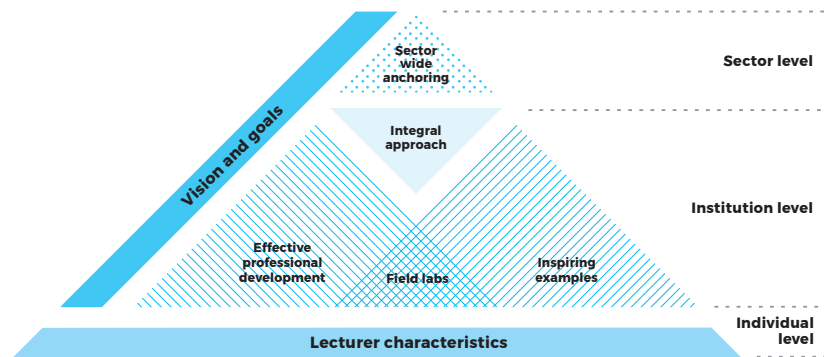 Sector
wide
anchoring
Sector level
Vision and goals
Integral
approach
Institution level
Effective
professional
development
Field labs
Inspiring
examples
Individual
level
Lecturer characteristics